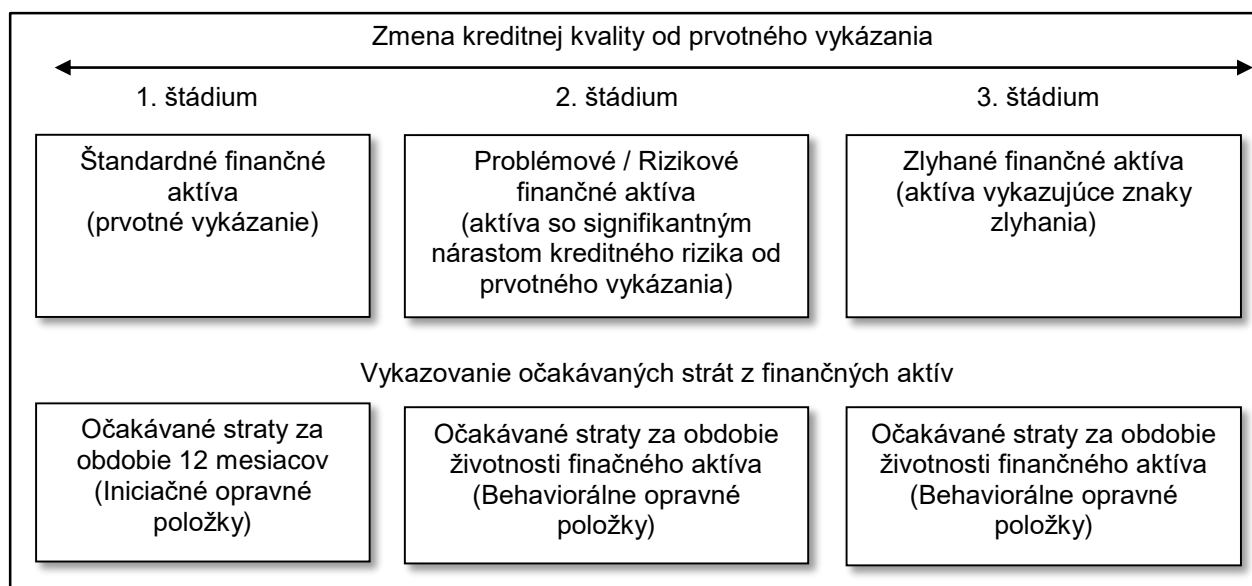 Zmena kreditnej kvality od prvotného vykázania
1. štádium
2. štádium
3. štádium
Štandardné finančné
aktíva
(prvotné vykázanie)
Problémové / Rizikové
finančné aktíva
(aktíva so signifikantným
nárastom kreditného rizika od
prvotného vykázania)
Zlyhané finančné aktíva
(aktíva vykazujúce znaky
zlyhania)
Vykazovanie očakávaných strát z finančných aktív
Očakávané straty za
obdobie 12 mesiacov
(Iniciačné opravné
položky)
Očakávané straty za obdobie
životnosti finačného aktíva
(Behaviorálne opravné
položky)
Očakávané straty za obdobie
životnosti finančného aktíva
(Behaviorálne opravné
položky)